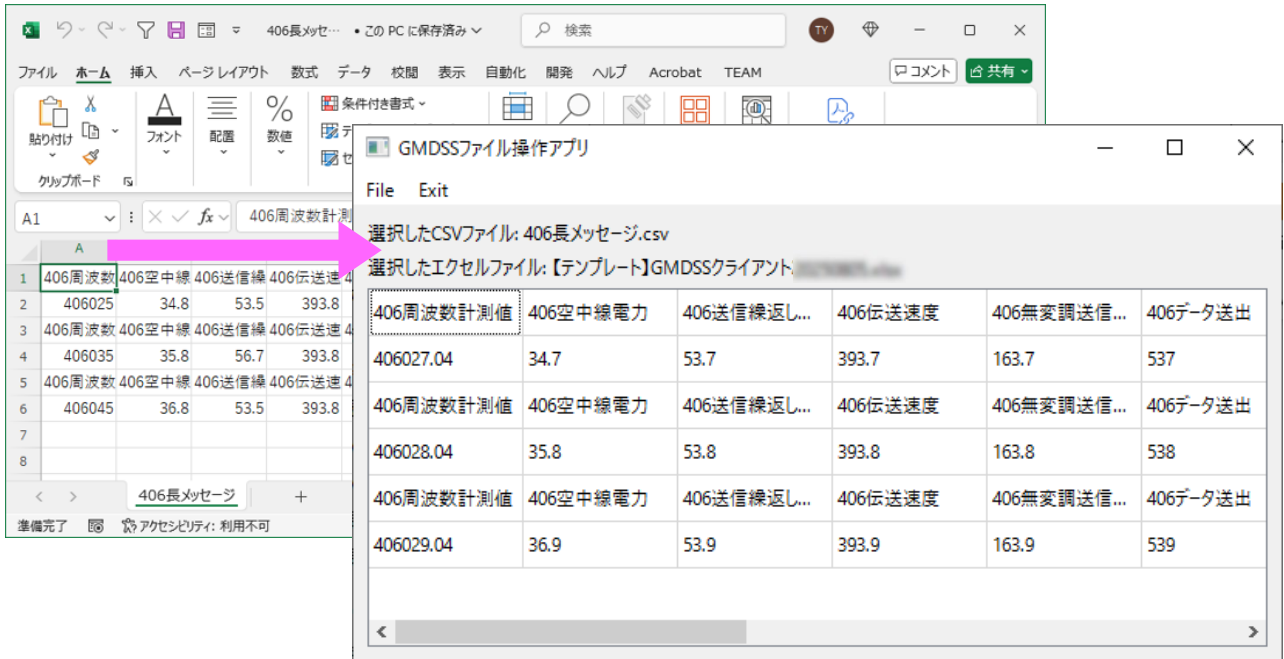 406長メッセ… • この PC に保存済み
検索
TY
ファイル ホーム 挿入 ページ レイアウト 数式 データ 校閲 表示 自動化 開発 ヘルプ Acrobat TEAM コメント 共有
貼り付け フォント 配置 数値 条件付き書式
クリップボード
A1 fx 406周波数計測
A
1 406周波数 406空中線 406送信繰 406伝送速
2 406025 34.8 53.5 393.8
3 406周波数 406空中線 406送信繰 406伝送速
4 406035 35.8 56.7 393.8
5 406周波数 406空中線 406送信繰 406伝送速
6 406045 36.8 53.5 393.8
7
8
406長メッセージ
準備完了 アクセシビリティ: 利用不可
GMDSSファイル操作アプリ
File Exit
選択したCSVファイル: 406長メッセージ.csv
選択したエクセルファイル: 【テンプレート】GMDSSクライアント
406周波数計測値 406空中線電力 406送信繰返し... 406伝送速度 406無変調送信... 406データ送出
406027.04 34.7 53.7 393.7 163.7 537
406周波数計測値 406空中線電力 406送信繰返し... 406伝送速度 406無変調送信... 406データ送出
406028.04 35.8 53.8 393.8 163.8 538
406周波数計測値 406空中線電力 406送信繰返し... 406伝送速度 406無変調送信... 406データ送出
406029.04 36.9 53.9 393.9 163.9 539